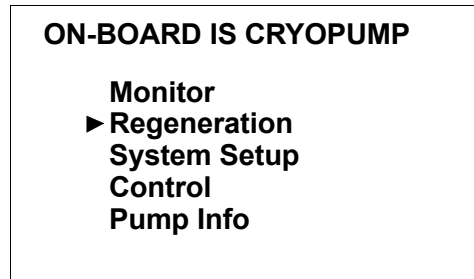 ON-BOARD IS CRYOPUMP
Monitor
►Regeneration
System Setup
Control
Pump Info